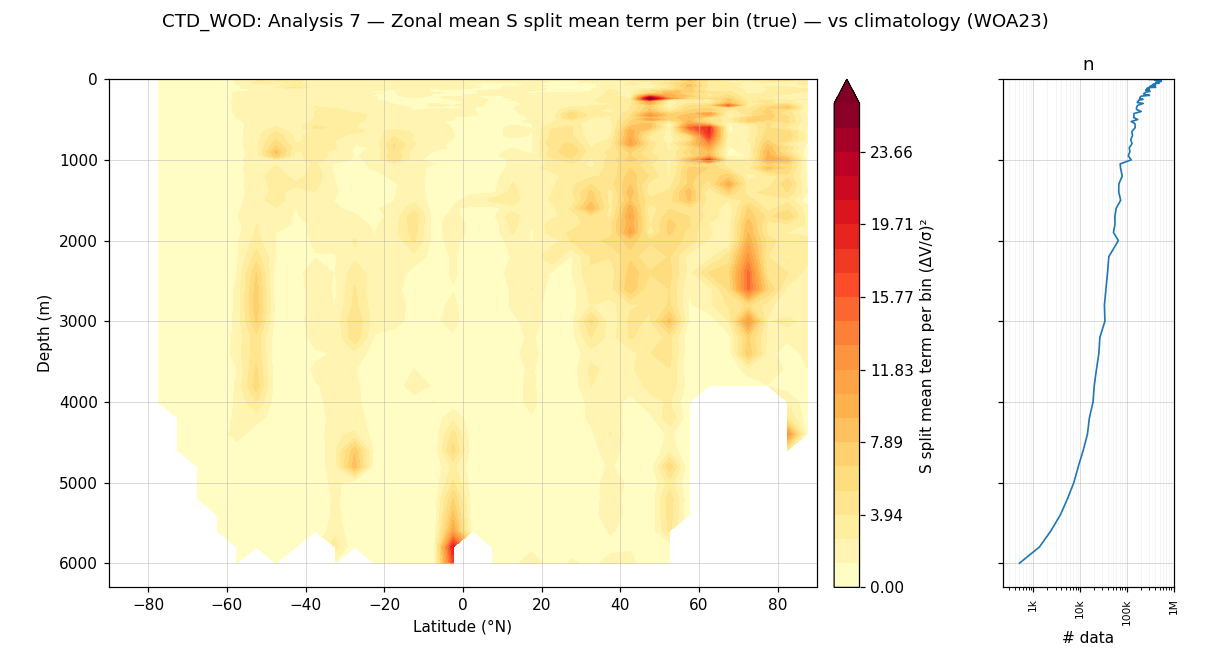 CTD_WOD: Analysis 7 — Zonal mean S split mean term per bin (true) — vs climatology (WOA23)
n
0
1000
2000
3000
4000
5000
6000
Depth (m)
−80
−60
−40
−20
0
20
40
60
80
Latitude (°N)
23.66
19.71
15.77
11.83
7.89
3.94
0.00
S split mean term per bin (ΔV/σ)²
1k
10k
100k
1M
# data